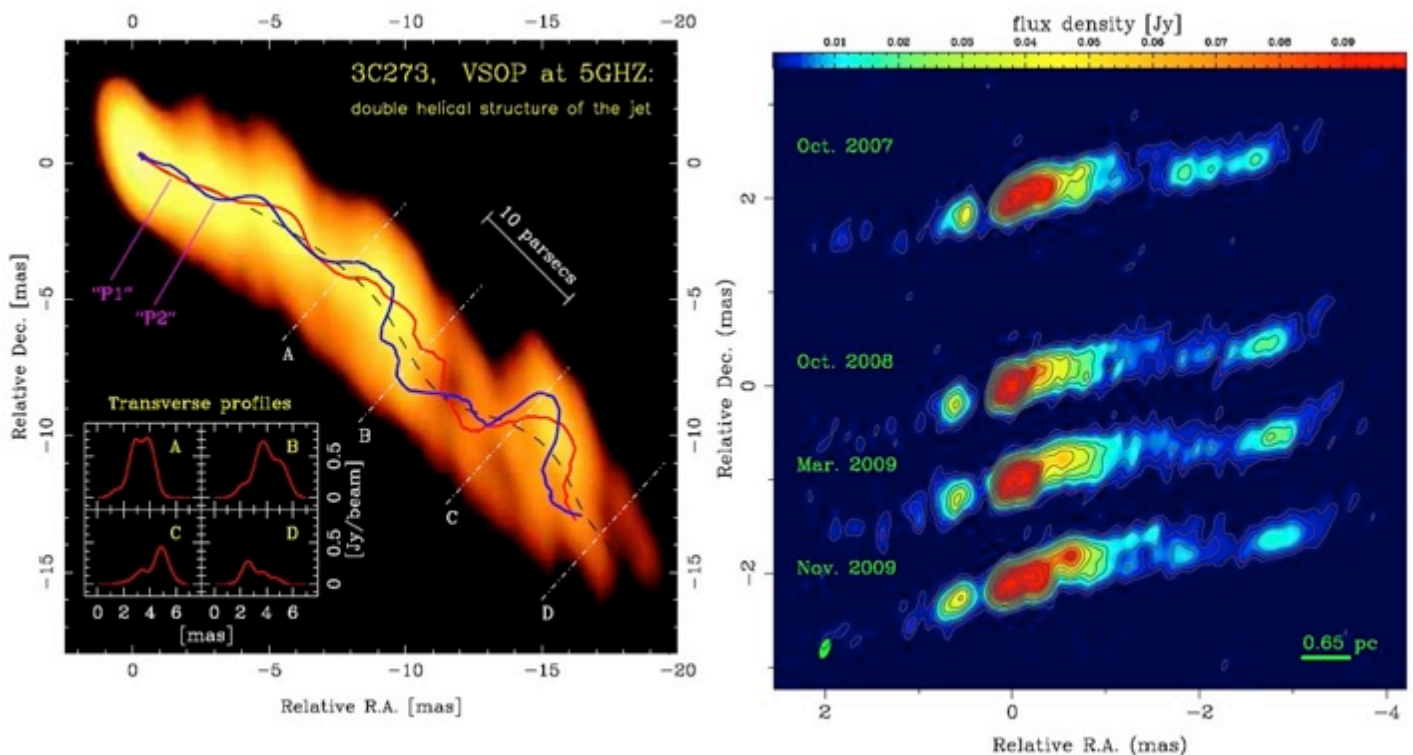 0 -5 -10 -15 -20
3C273, VSOP at 5GHZ:
double helical structure of the jet
"P1"
"P2"
10 parsecs
A
B
C
D
Transverse profiles
A B
C D
0.5
0
0.5
0
[Jy/beam]
0 2 4 6 0 2 4 6
[mas]
0
-5
-10
-15
Relative Dec. [mas]
0
-5
-10
-15
0 -5 -10 -15 -20
Relative R.A. [mas]
flux density [Jy]
0.01 0.02 0.03 0.04 0.05 0.06 0.07 0.08 0.09
Oct. 2007
Oct. 2008
Mar. 2009
Nov. 2009
0.65 pc
2
0
-2
Relative Dec. (mas)
2 0 -2 -4
Relative R.A. (mas)